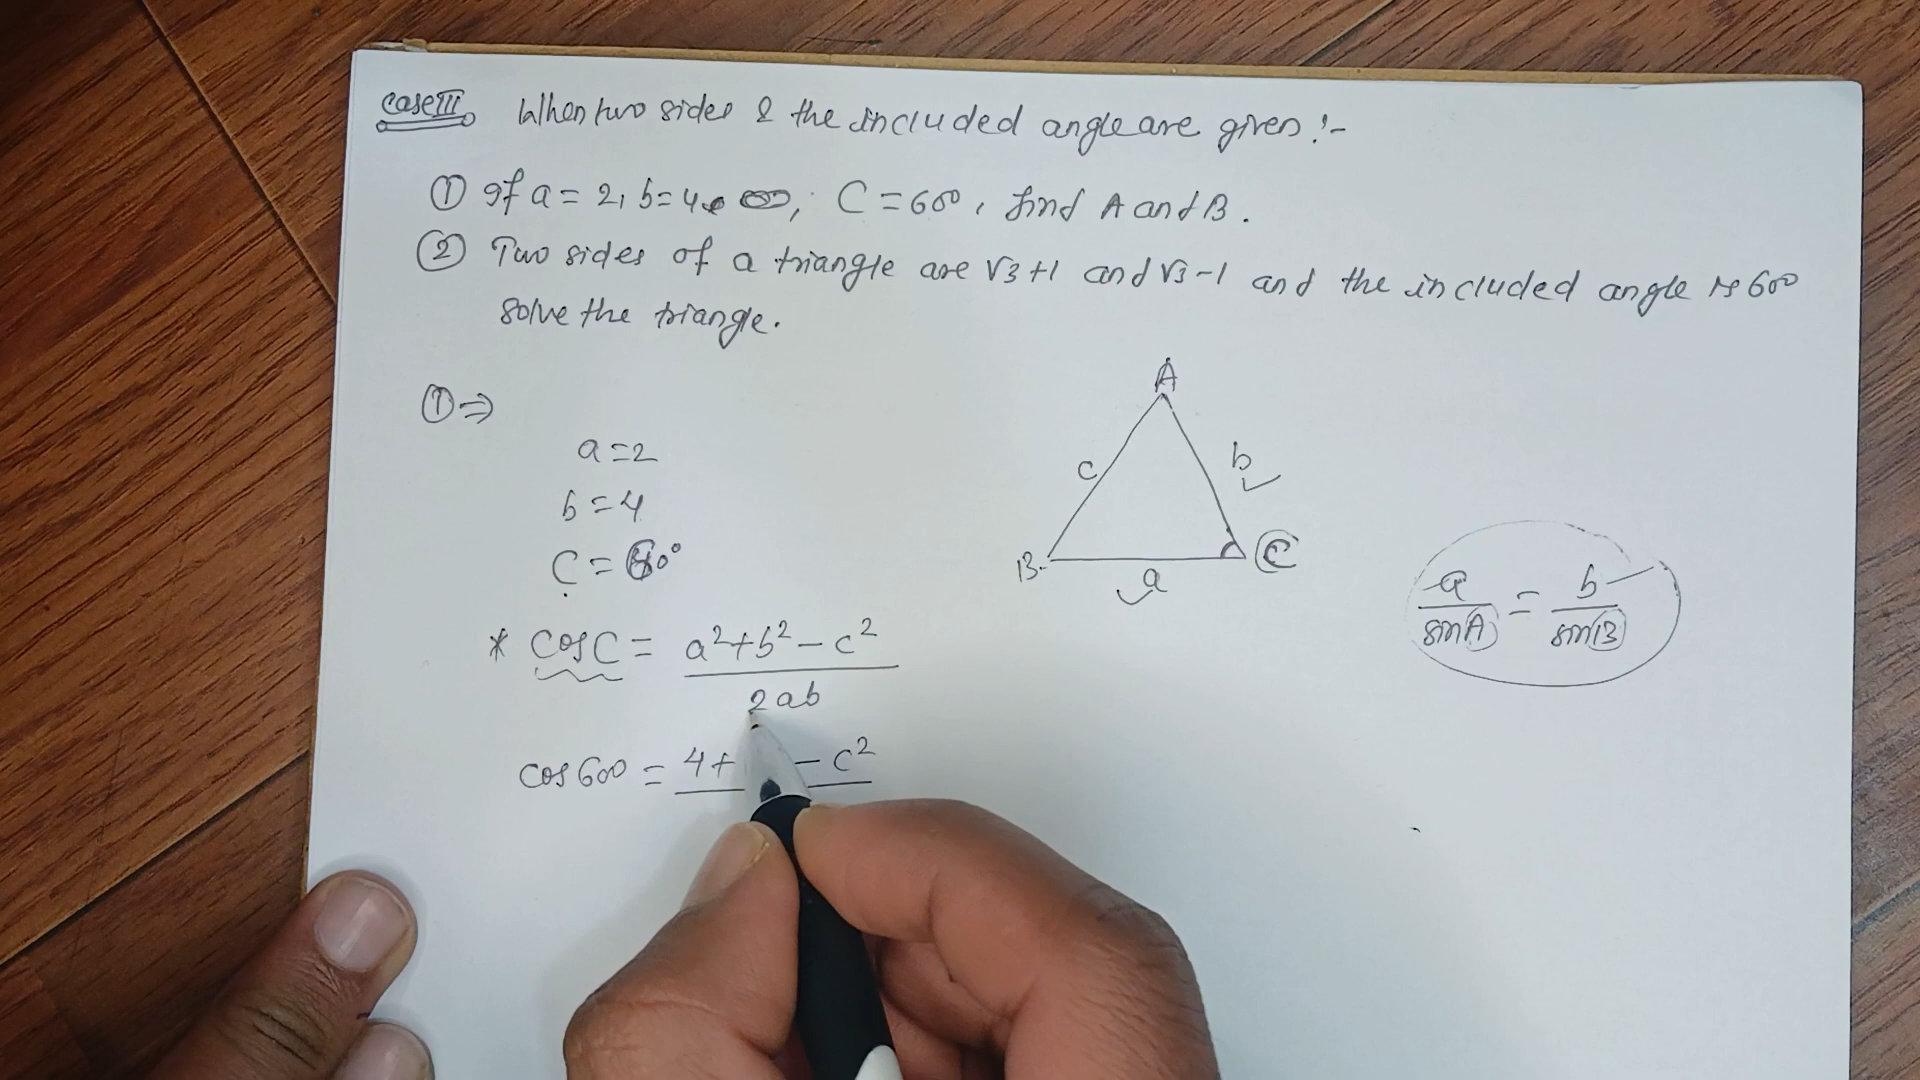 Case III When two sides & the included angle are given :-
① If a = 2, b = 4, C = 60°, find A and B.
② Two sides of a triangle are √3+1 and √3-1 and the included angle is 60°
solve the triangle.
① ⇒
a = 2
b = 4
C = 60°
* cos C = a²+b²-c² / 2ab
cos 60° = 4+ - c²
A
c
b
B
a
C
a / sin A = b / sin B